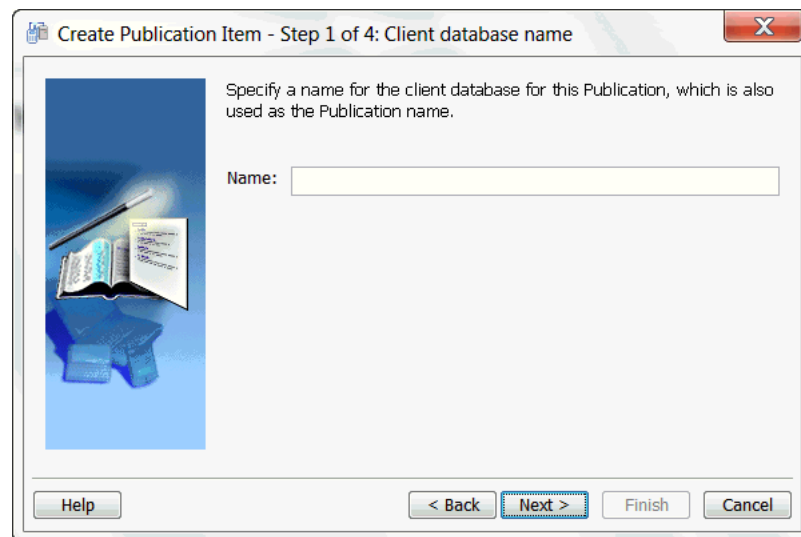 Create Publication Item - Step 1 of 4: Client database name
Specify a name for the client database for this Publication, which is also
used as the Publication name.
Name:
Help
< Back
Next >
Finish
Cancel